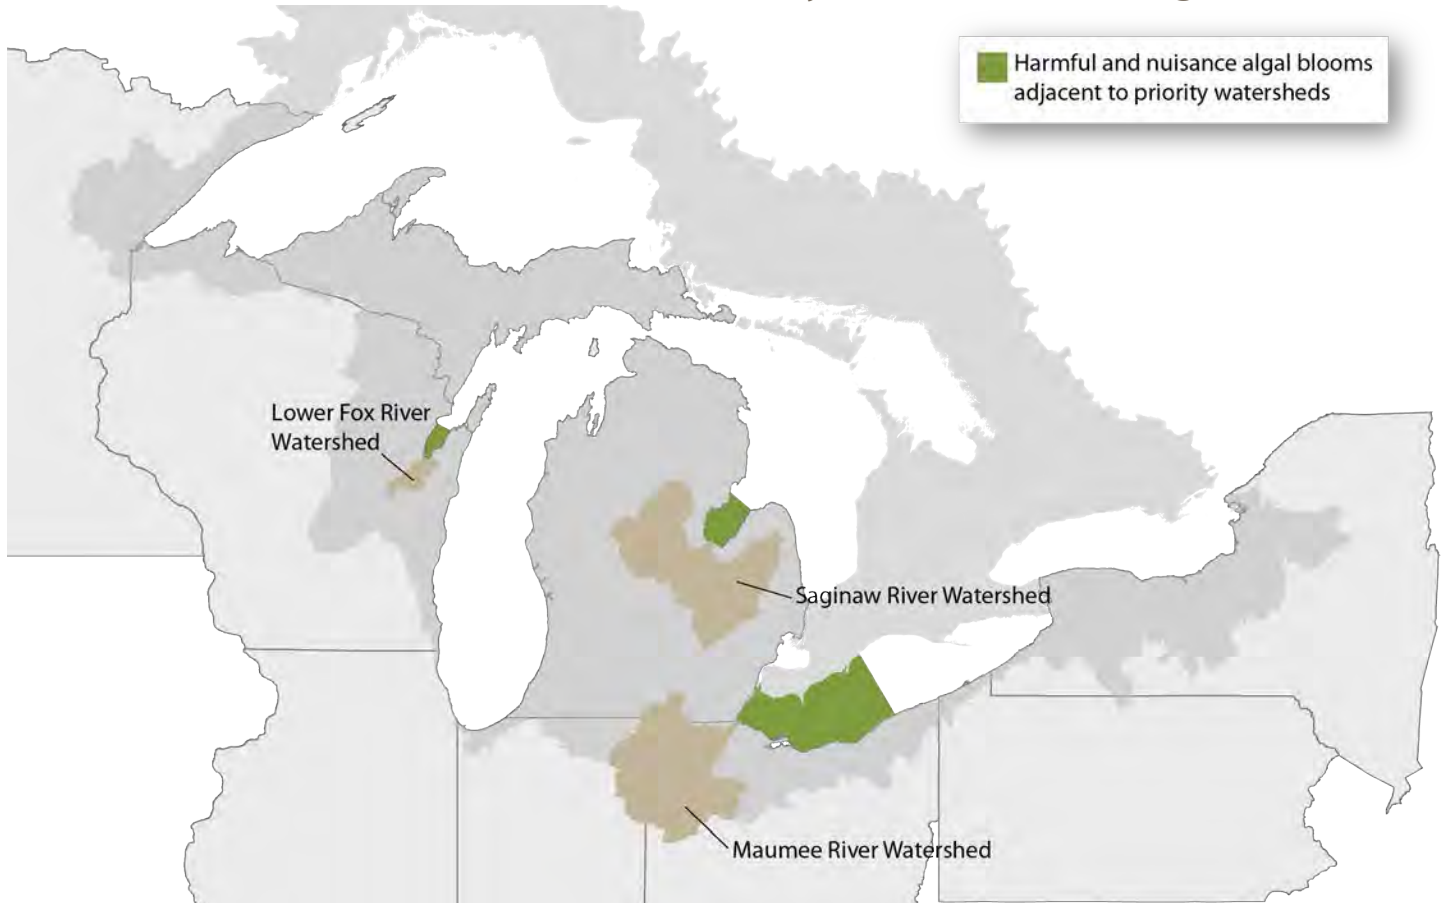 Harmful and nuisance algal blooms
adjacent to priority watersheds
Lower Fox River
Watershed
Saginaw River Watershed
Maumee River Watershed